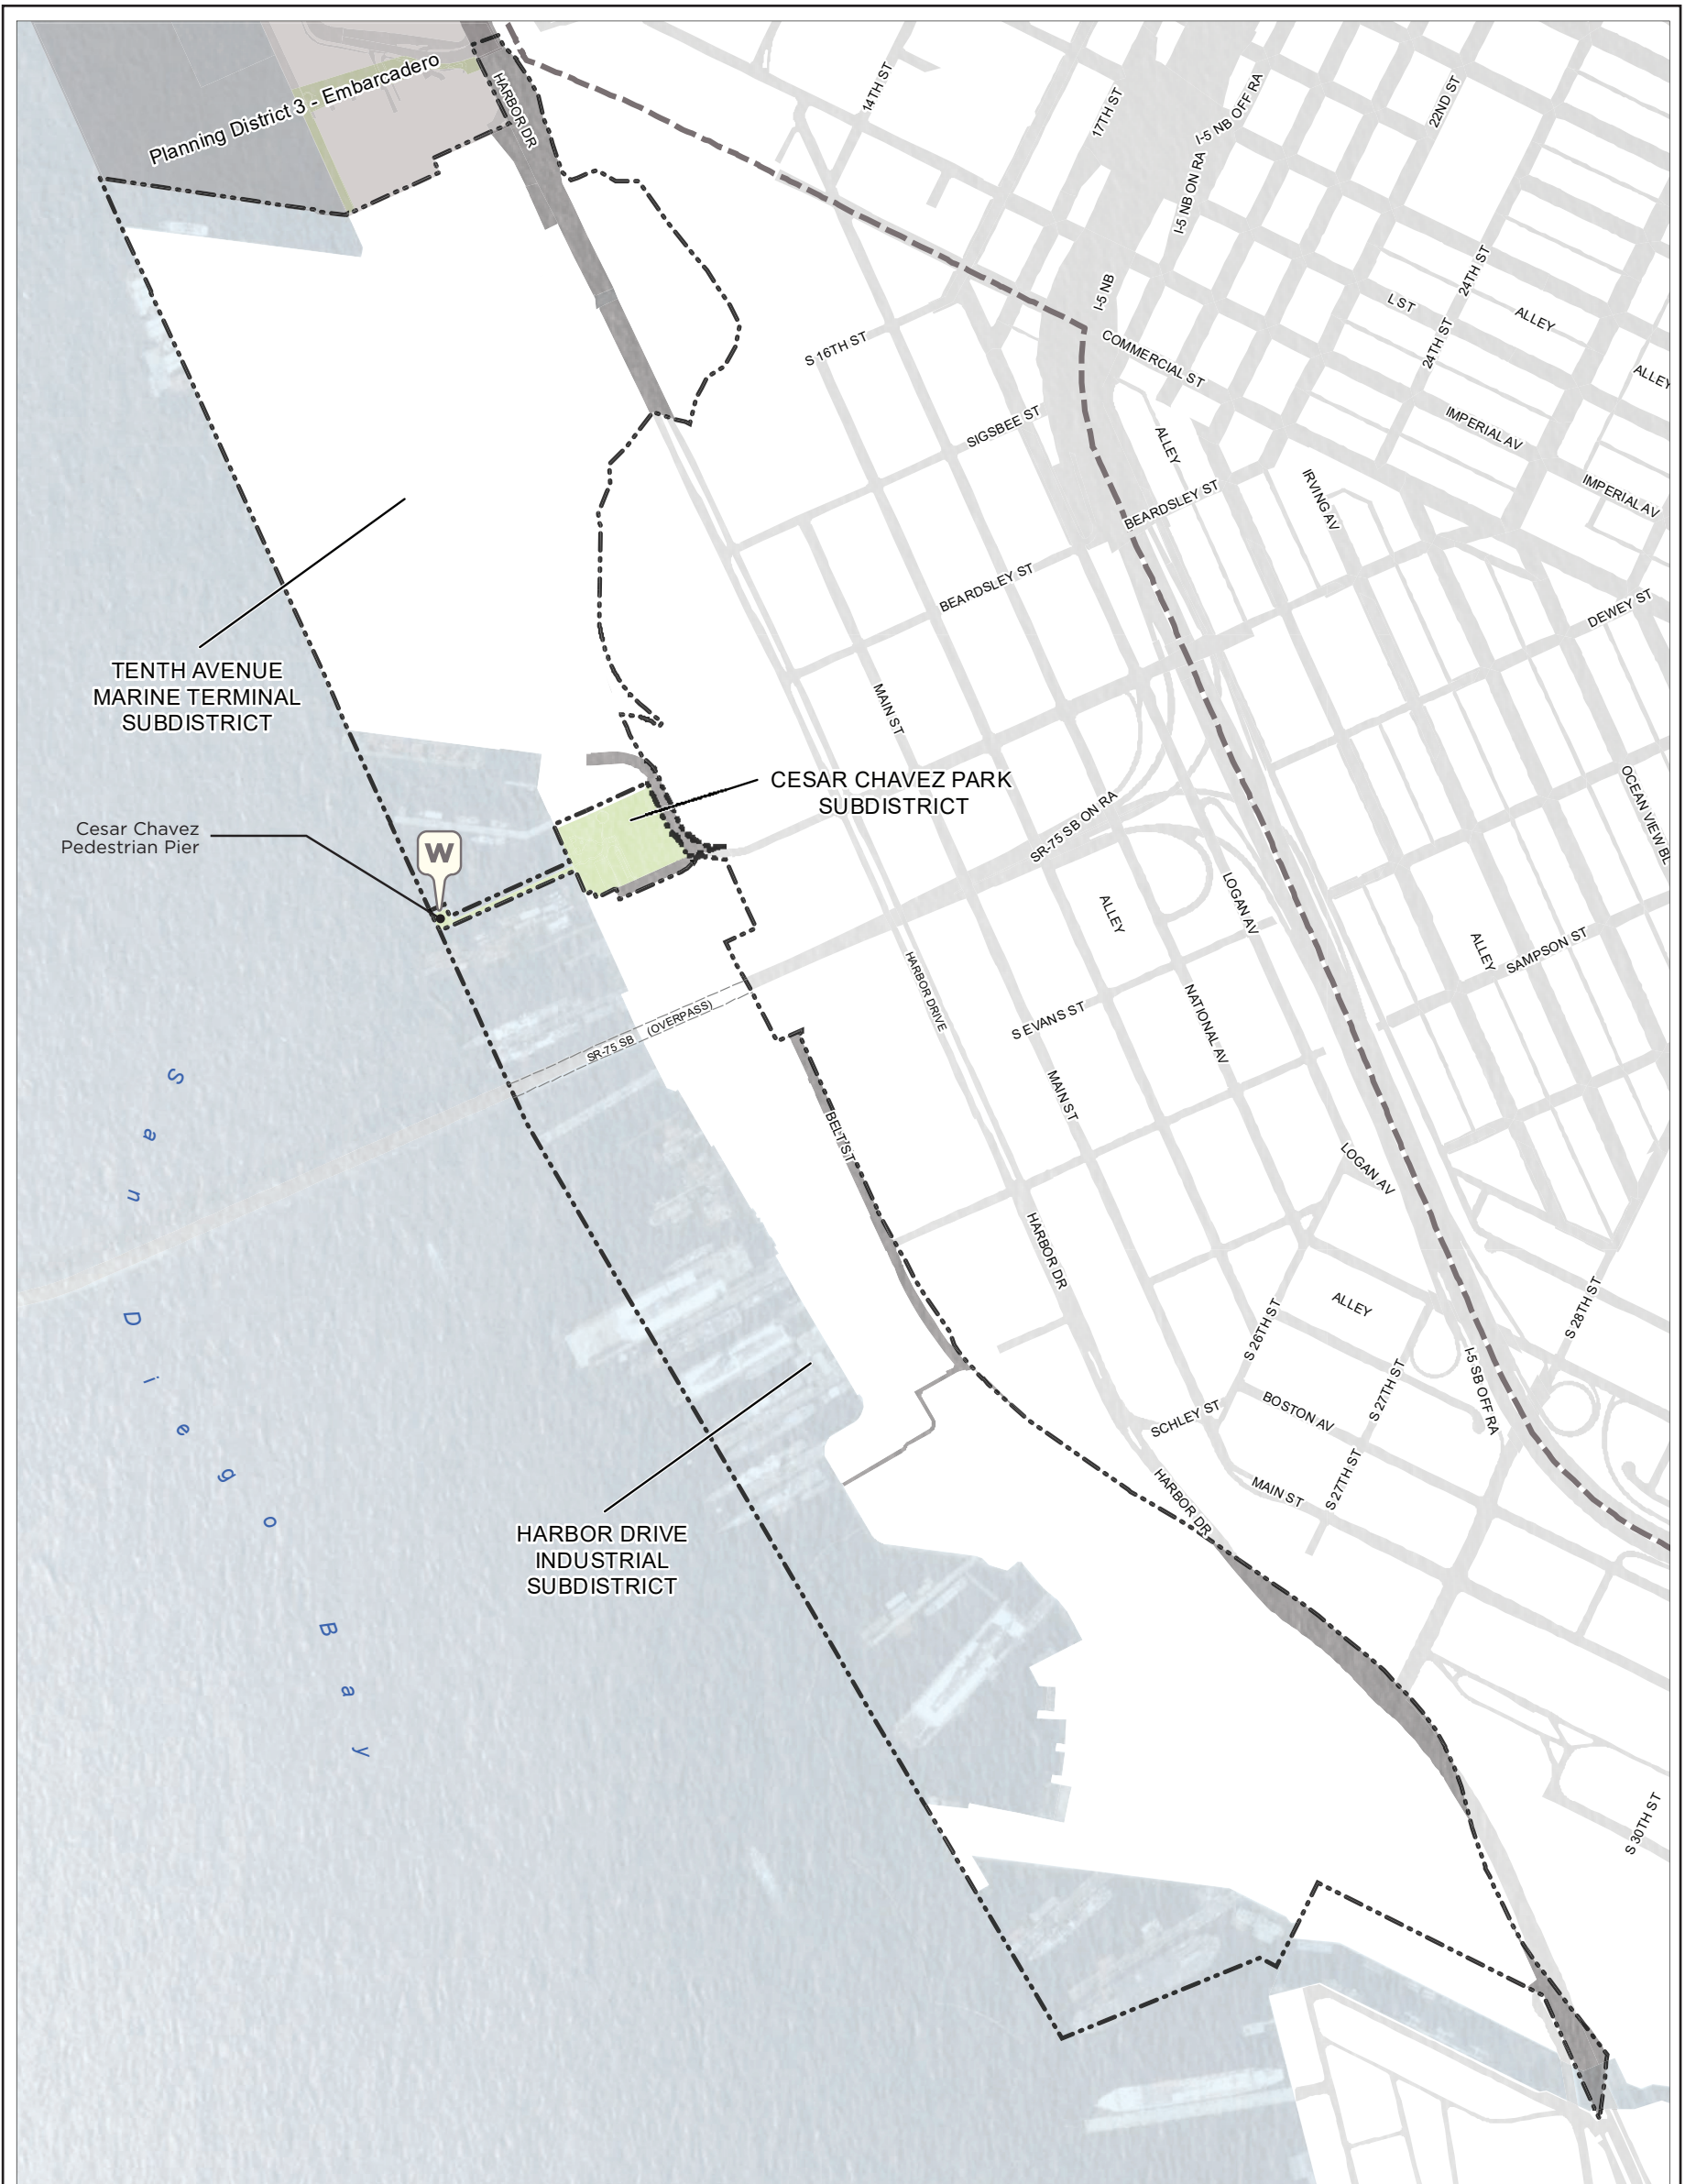 Planning District 3 - Embarcadero
HARBOR DR
14TH ST
17TH ST
I-5 NB OFF RA
22ND ST
I-5 NB ON RA
I-5 NB
24TH ST
L ST
ALLEY
24TH ST
ALLEY
S 16TH ST
COMMERCIAL ST
SIGSBEE ST
ALLEY
IMPERIAL AV
IMPERIAL AV
BEARDSLEY ST
IRVING AV
BEARDSLEY ST
DEWEY ST
TENTH AVENUE
MARINE TERMINAL
SUBDISTRICT
MAIN ST
CESAR CHAVEZ PARK
SUBDISTRICT
OCEAN VIEW BL
Cesar Chavez
Pedestrian Pier
W
SR-75 SB ON RA
ALLEY
LOGAN AV
ALLEY
SAMPSON ST
HARBOR DRIVE
S EVANS ST
NATIONAL AV
SR-75 SB (OVERPASS)
MAIN ST
BELT ST
LOGAN AV
San Diego Bay
HARBOR DR
S 26TH ST
ALLEY
S 28TH ST
I-5 SB OFF RA
S 27TH ST
SCHLEY ST
BOSTON AV
HARBOR DR
MAIN ST
S 27TH ST
HARBOR DRIVE
INDUSTRIAL
SUBDISTRICT
S 30TH ST